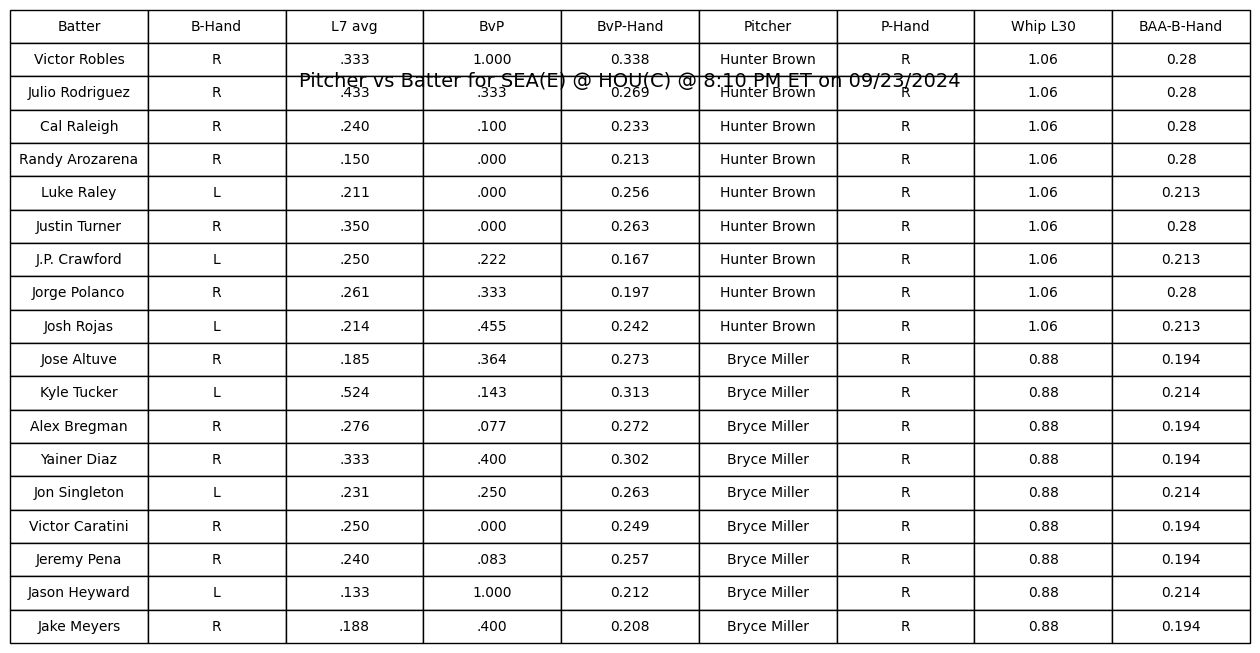 Batter B-Hand L7 avg BvP BvP-Hand Pitcher P-Hand Whip L30 BAA-B-Hand
Victor Robles R .333 1.000 0.338 Hunter Brown R 1.06 0.28
Pitcher vs Batter for SEA(E) @ HOU(C) @ 8:10 PM ET on 09/23/2024
Julio Rodriguez R .433 .333 0.269 Hunter Brown R 1.06 0.28
Cal Raleigh R .240 .100 0.233 Hunter Brown R 1.06 0.28
Randy Arozarena R .150 .000 0.213 Hunter Brown R 1.06 0.28
Luke Raley L .211 .000 0.256 Hunter Brown R 1.06 0.213
Justin Turner R .350 .000 0.263 Hunter Brown R 1.06 0.28
J.P. Crawford L .250 .222 0.167 Hunter Brown R 1.06 0.213
Jorge Polanco R .261 .333 0.197 Hunter Brown R 1.06 0.28
Josh Rojas L .214 .455 0.242 Hunter Brown R 1.06 0.213
Jose Altuve R .185 .364 0.273 Bryce Miller R 0.88 0.194
Kyle Tucker L .524 .143 0.313 Bryce Miller R 0.88 0.214
Alex Bregman R .276 .077 0.272 Bryce Miller R 0.88 0.194
Yainer Diaz R .333 .400 0.302 Bryce Miller R 0.88 0.194
Jon Singleton L .231 .250 0.263 Bryce Miller R 0.88 0.214
Victor Caratini R .250 .000 0.249 Bryce Miller R 0.88 0.194
Jeremy Pena R .240 .083 0.257 Bryce Miller R 0.88 0.194
Jason Heyward L .133 1.000 0.212 Bryce Miller R 0.88 0.214
Jake Meyers R .188 .400 0.208 Bryce Miller R 0.88 0.194